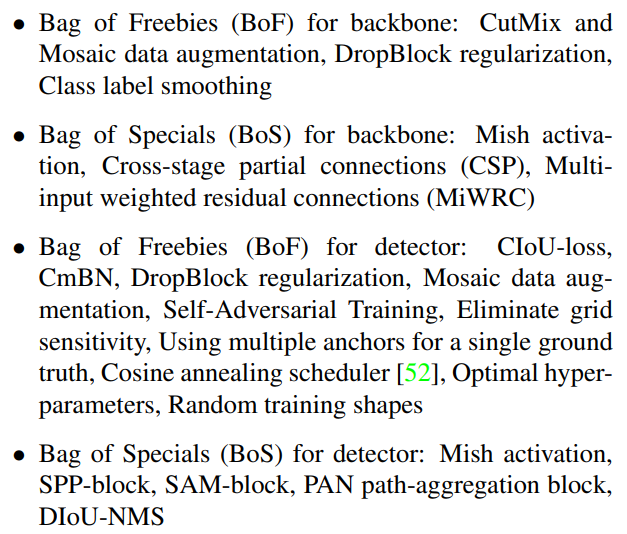 • Bag of Freebies (BoF) for backbone: CutMix and
Mosaic data augmentation, DropBlock regularization,
Class label smoothing
• Bag of Specials (BoS) for backbone: Mish activa-
tion, Cross-stage partial connections (CSP), Multi-
input weighted residual connections (MiWRC)
• Bag of Freebies (BoF) for detector: CIoU-loss,
CmBN, DropBlock regularization, Mosaic data aug-
mentation, Self-Adversarial Training, Eliminate grid
sensitivity, Using multiple anchors for a single ground
truth, Cosine annealing scheduler [52], Optimal hyper-
parameters, Random training shapes
• Bag of Specials (BoS) for detector: Mish activation,
SPP-block, SAM-block, PAN path-aggregation block,
DIoU-NMS